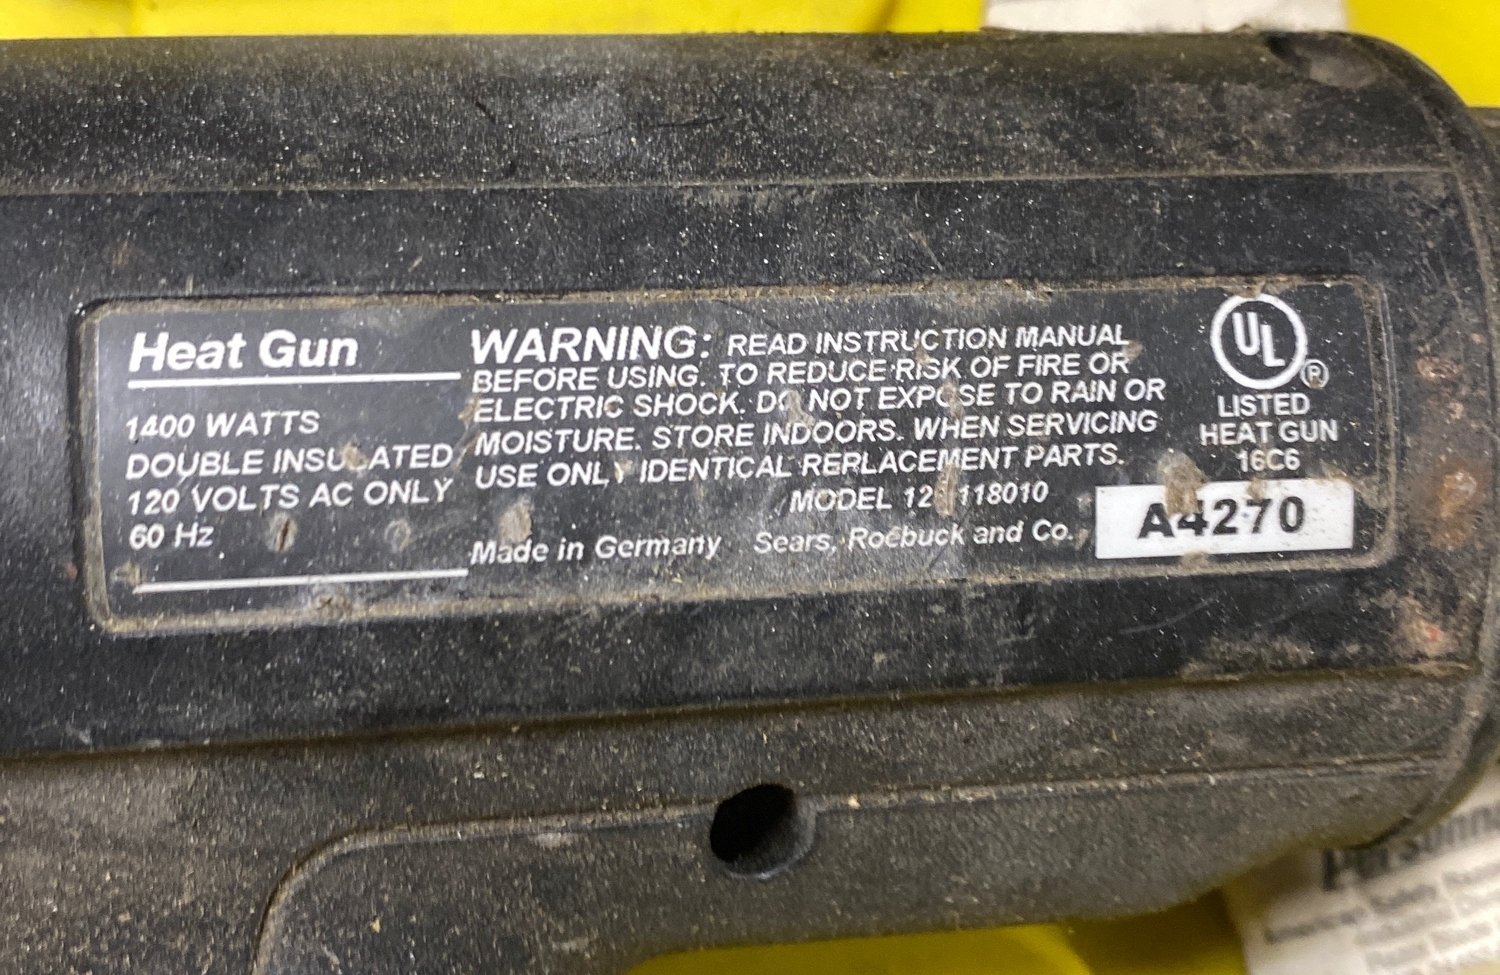 Heat Gun
1400 WATTS
DOUBLE INSULATED
120 VOLTS AC ONLY
60 Hz
WARNING: READ INSTRUCTION MANUAL
BEFORE USING. TO REDUCE RISK OF FIRE OR
ELECTRIC SHOCK. DO NOT EXPOSE TO RAIN OR
MOISTURE. STORE INDOORS. WHEN SERVICING
USE ONLY IDENTICAL REPLACEMENT PARTS.
MODEL 118010
Made in Germany Sears, Roebuck and Co.
UL ®
LISTED
HEAT GUN
16C6
A4270